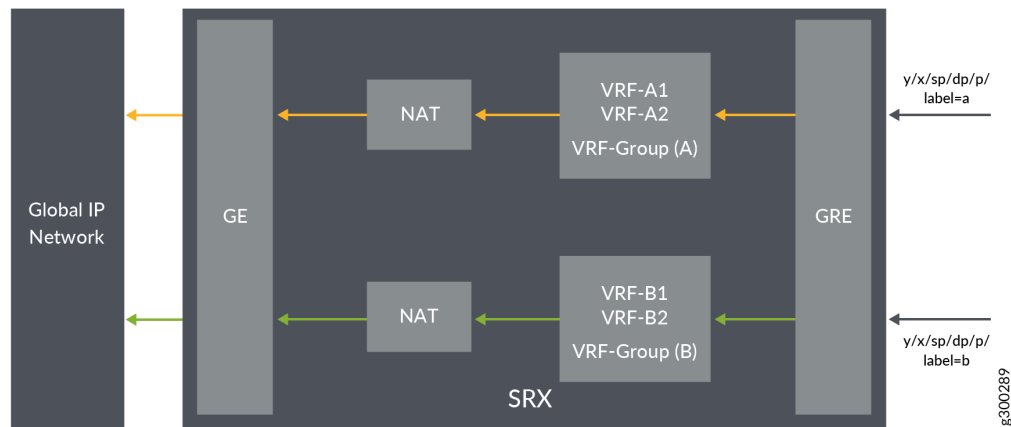 Global IP
Network
GE
NAT
VRF-A1
VRF-A2
VRF-Group (A)
GRE
y/x/sp/dp/p/
label=a
NAT
VRF-B1
VRF-B2
VRF-Group (B)
y/x/sp/dp/p/
label=b
SRX
g300289